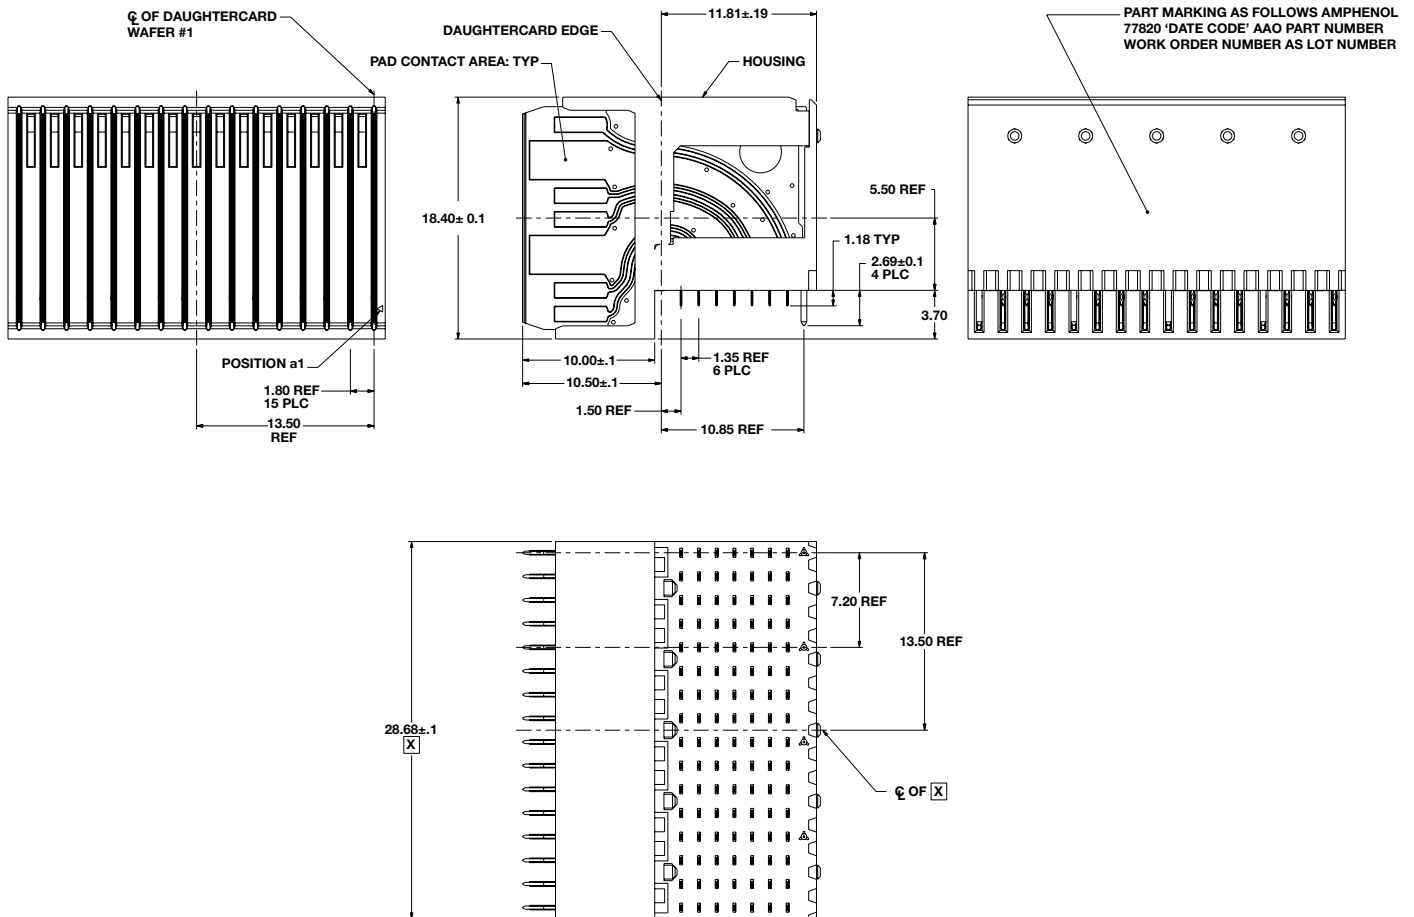 ℄ OF DAUGHTERCARD
WAFER #1
POSITION a1
1.80 REF
15 PLC
13.50
REF
11.81±.19
DAUGHTERCARD EDGE
PAD CONTACT AREA: TYP
HOUSING
18.40± 0.1
5.50 REF
1.18 TYP
2.69±0.1
4 PLC
3.70
10.00±.1
1.35 REF
6 PLC
10.50±.1
1.50 REF
10.85 REF
PART MARKING AS FOLLOWS AMPHENOL
77820 ‘DATE CODE’ AAO PART NUMBER
WORK ORDER NUMBER AS LOT NUMBER
7.20 REF
13.50 REF
28.68±.1
X
℄ OF X